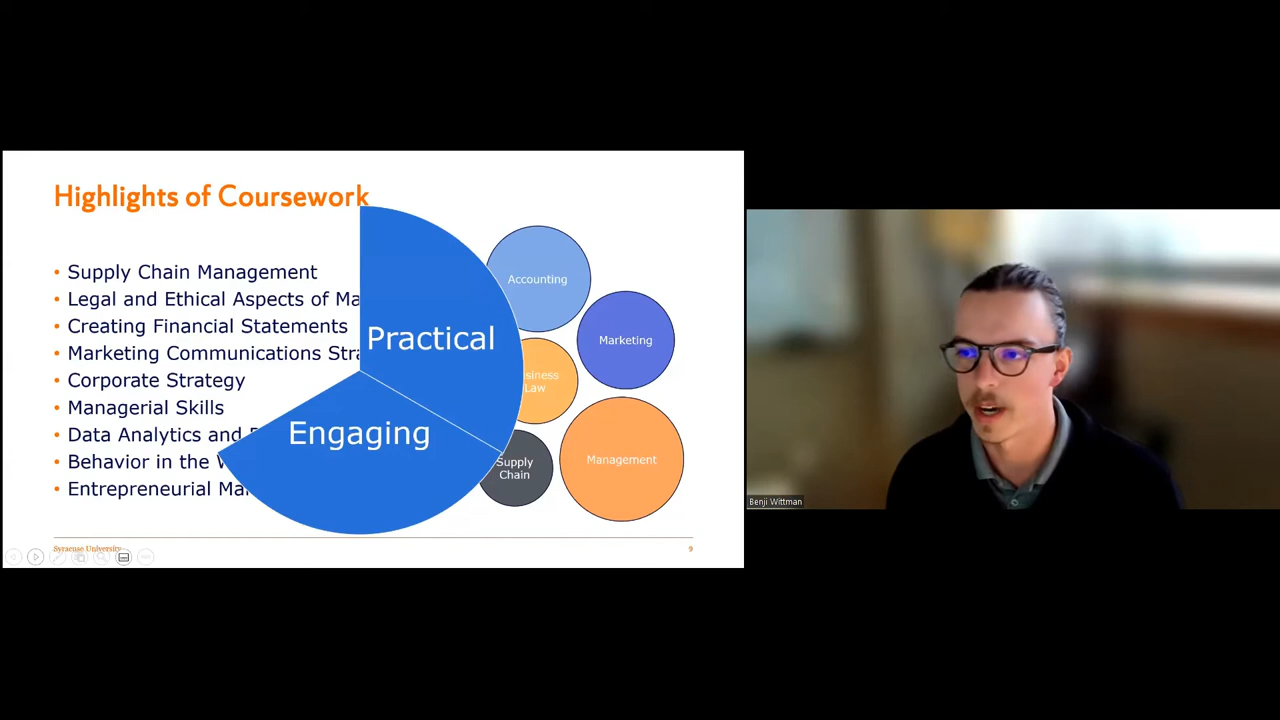 Highlights of Coursework
Supply Chain Management
Legal and Ethical Aspects of Ma
Creating Financial Statements
Marketing Communications Stra
Corporate Strategy
Managerial Skills
Data Analytics and
Behavior in the
Entrepreneurial Ma
Practical
Engaging
Accounting
Marketing
siness
Law
Management
Supply
Chain
Syracuse University
9
Benji Wittman